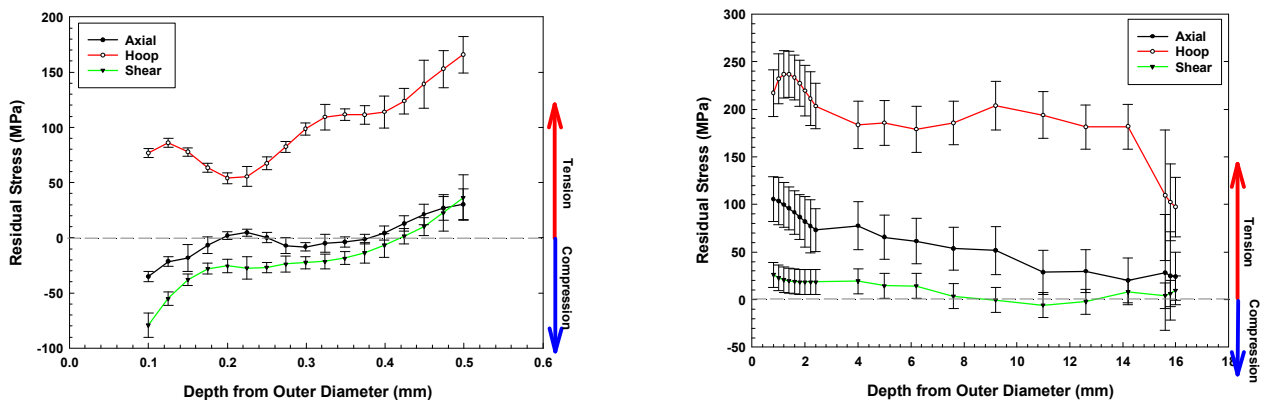 200
150
100
50
0
-50
-100
Residual Stress (MPa)
Axial
Hoop
Shear
0.0 0.1 0.2 0.3 0.4 0.5 0.6
Depth from Outer Diameter (mm)
Tension
Compression
300
250
200
150
100
50
0
50
Residual Stress (MPa)
Axial
Hoop
Shear
0 2 4 6 8 10 12 14 16 18
Depth from Outer Diameter (mm)
Tension
Compression